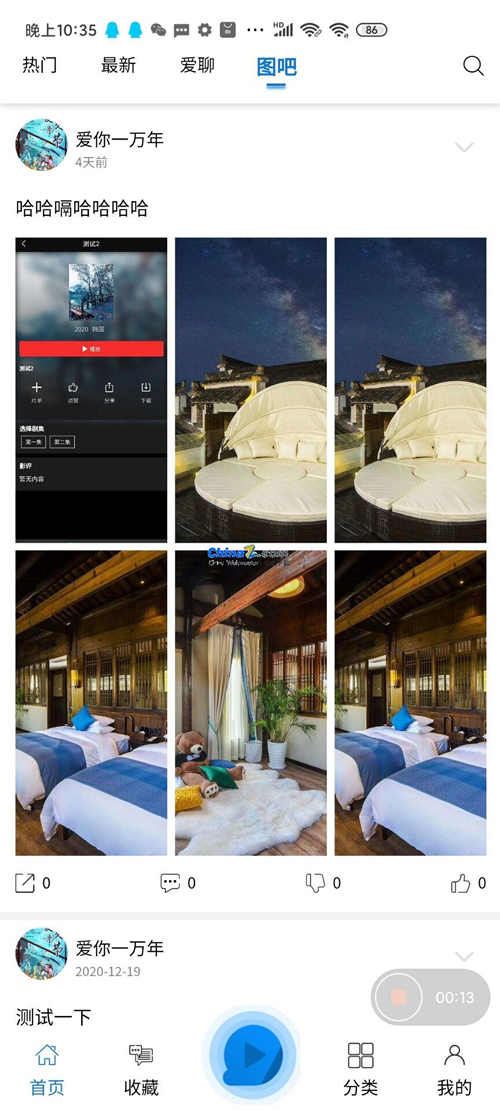 晚上10:35
HD
86
热门 最新 爱聊 图吧
爱你一万年
4天前
哈哈嗝哈哈哈哈
测试2
2020 韩国
播放
测试2
片单 点赞 分享 下载
选择剧集
第一集 第二集
影评
暂无内容
ChinaZ.com
China Webmaster
0 0 0 0
爱你一万年
2020-12-19
00:13
测试一下
首页 收藏 分类 我的